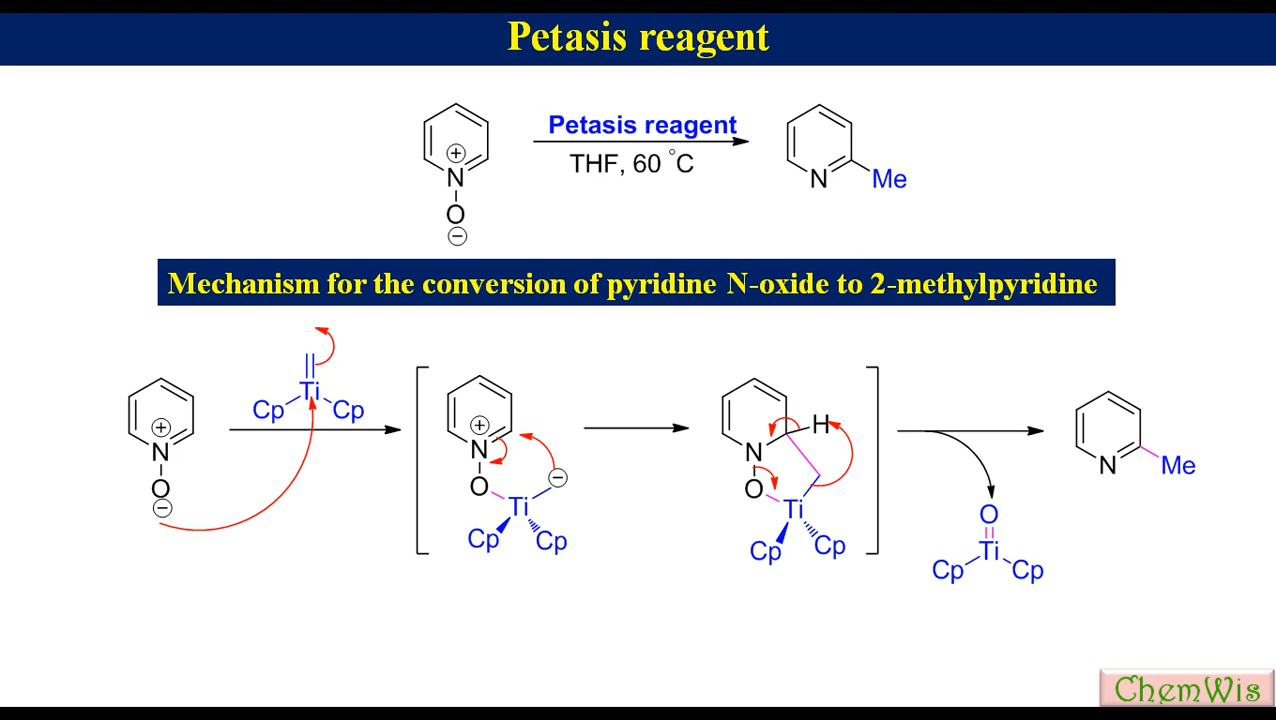 Petasis reagent
Petasis reagent
THF, 60 °C
N
O
N
Me
Mechanism for the conversion of pyridine N-oxide to 2-methylpyridine
N
O
Ti
Cp
Cp
N
O
Ti
Cp
Cp
N
O
H
Ti
Cp
Cp
O
Ti
Cp
Cp
N
Me
ChemWis